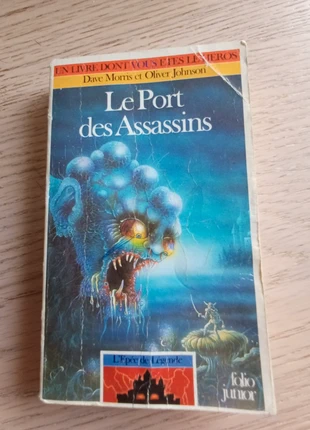 UN LIVRE DONT VOUS ÊTES LE HÉROS
Dave Morris et Oliver Johnson
Le Port
des Assassins
L'Épée de Légende
folio
junior